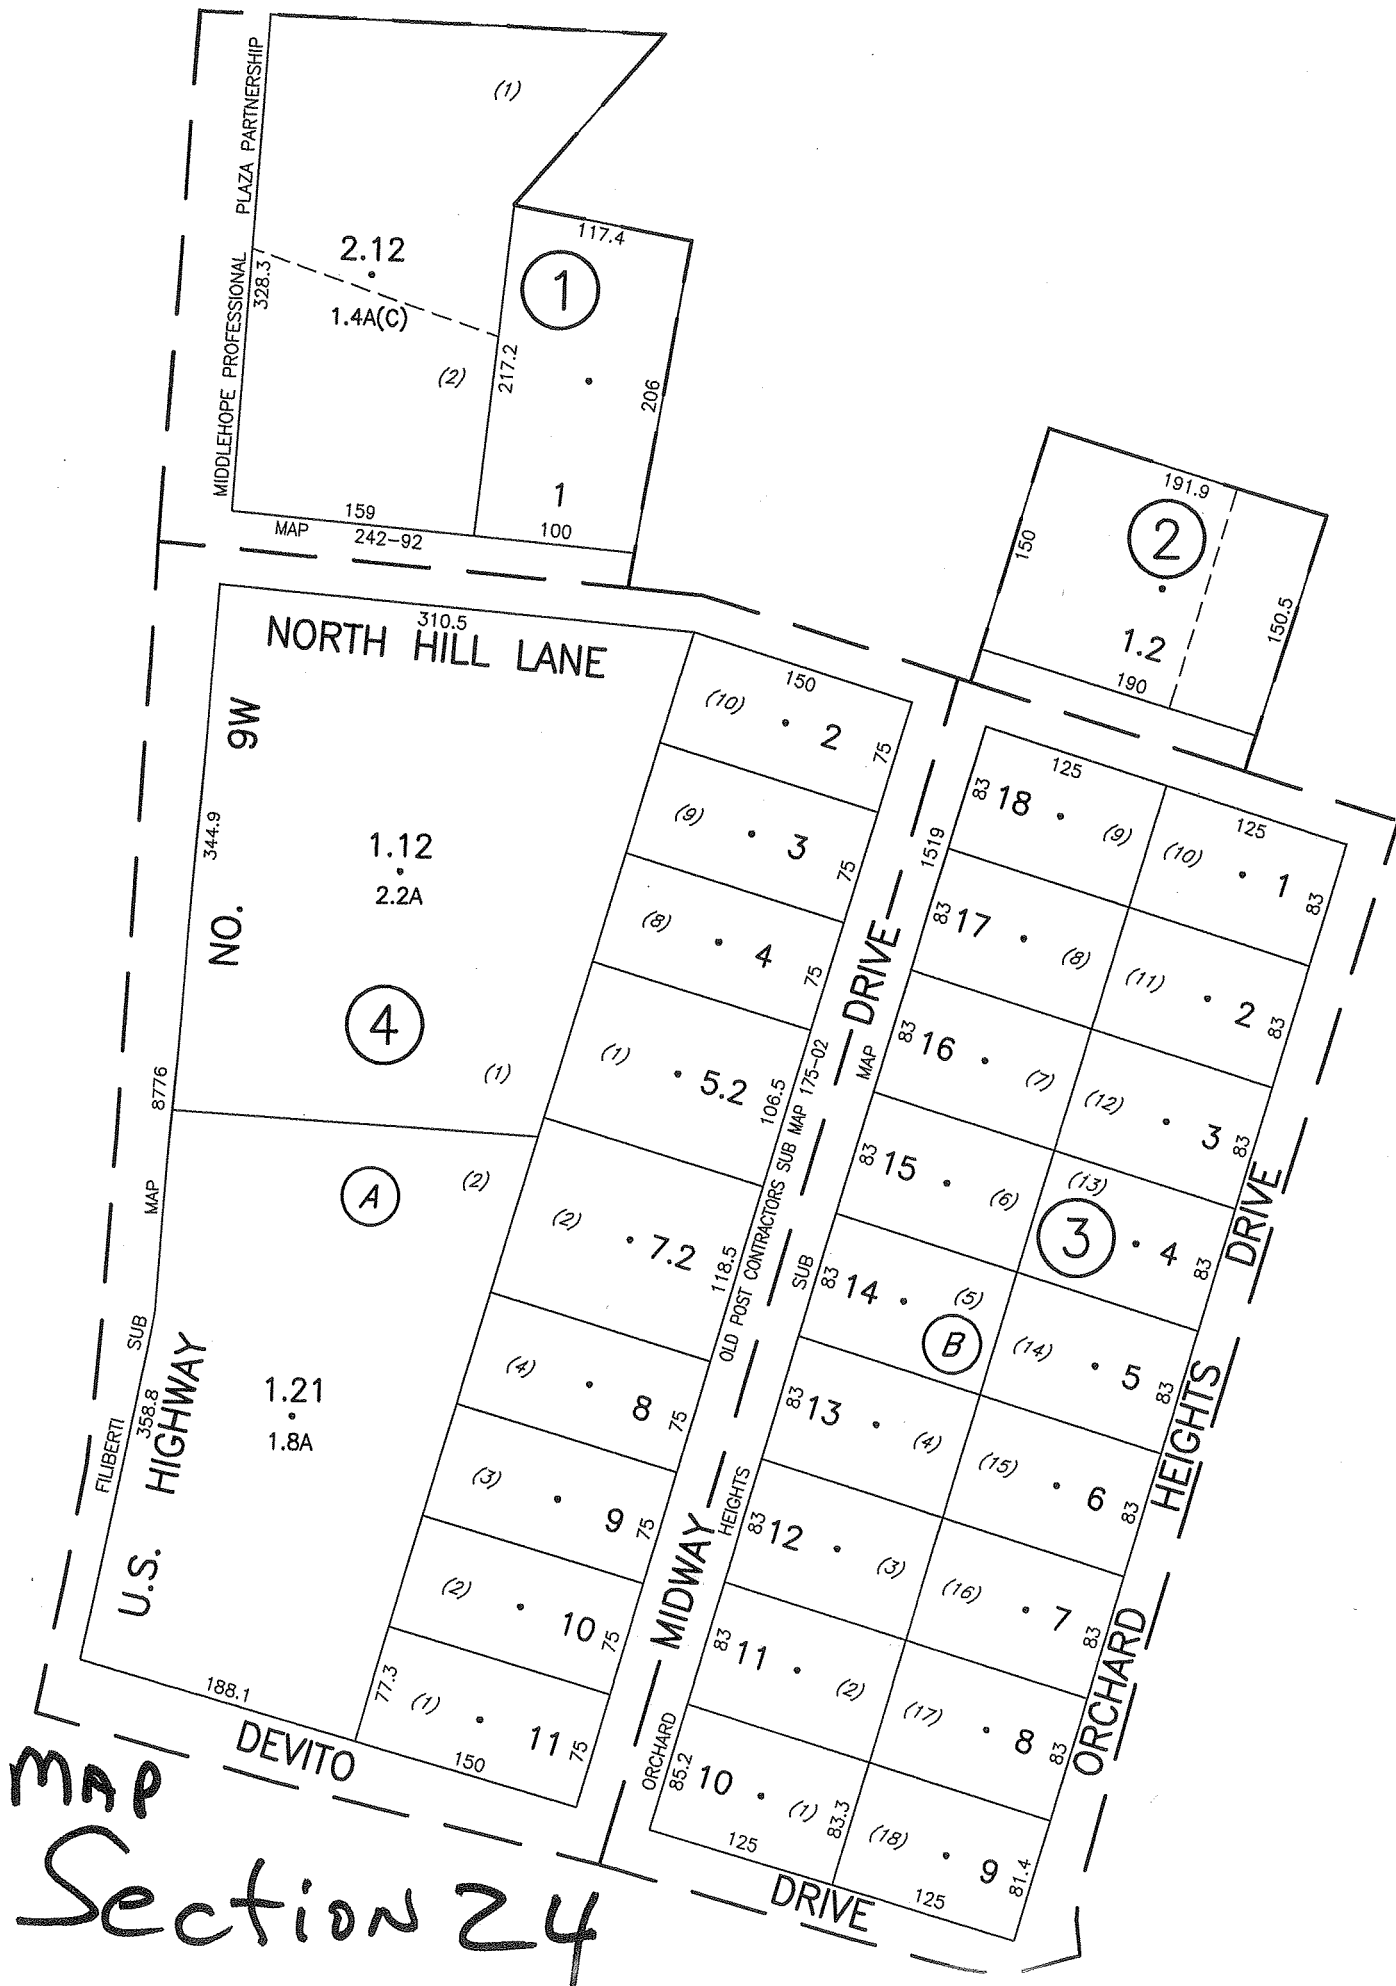 PLAZA PARTNERSHIP
MIDDLEHOPE PROFESSIONAL
328.3
(1)
2.12
1.4A(C)
(2)
217.2
117.4
1
206
1
159
100
MAP 242-92
191.9
2
150
150.5
1.2
190
310.5
NORTH HILL LANE
U.S. HIGHWAY NO. 9W
344.9
1.12
2.2A
4
(1)
FILIBERTI SUB MAP 8776
A
(2)
358.8
1.21
1.8A
188.1
150
(10) 2 75
(9) 3 75
(8) 4 75
(1) 5.2 106.5
(2) 7.2 118.5
(4) 8 75
(3) 9 75
(2) 10 75
77.3 (1) 11 75
150
OLD POST CONTRACTORS SUB MAP 175-02
MIDWAY DRIVE
ORCHARD HEIGHTS SUB MAP 1519
125
125
83 18 (9)
(10) 1 83
83 17 (8)
(11) 2 83
83 16 (7)
(12) 3 83
83 15 (6)
(13)
3
4 83
83 14 (5)
B
(14) 5 83
83 13 (4)
(15) 6 83
83 12 (3)
(16) 7 83
83 11 (2)
(17) 8 83
85.2 10 (1) 83.3
(18) 9 81.4
125
125
ORCHARD HEIGHTS DRIVE
DEVITO DRIVE
MAP
Section 24